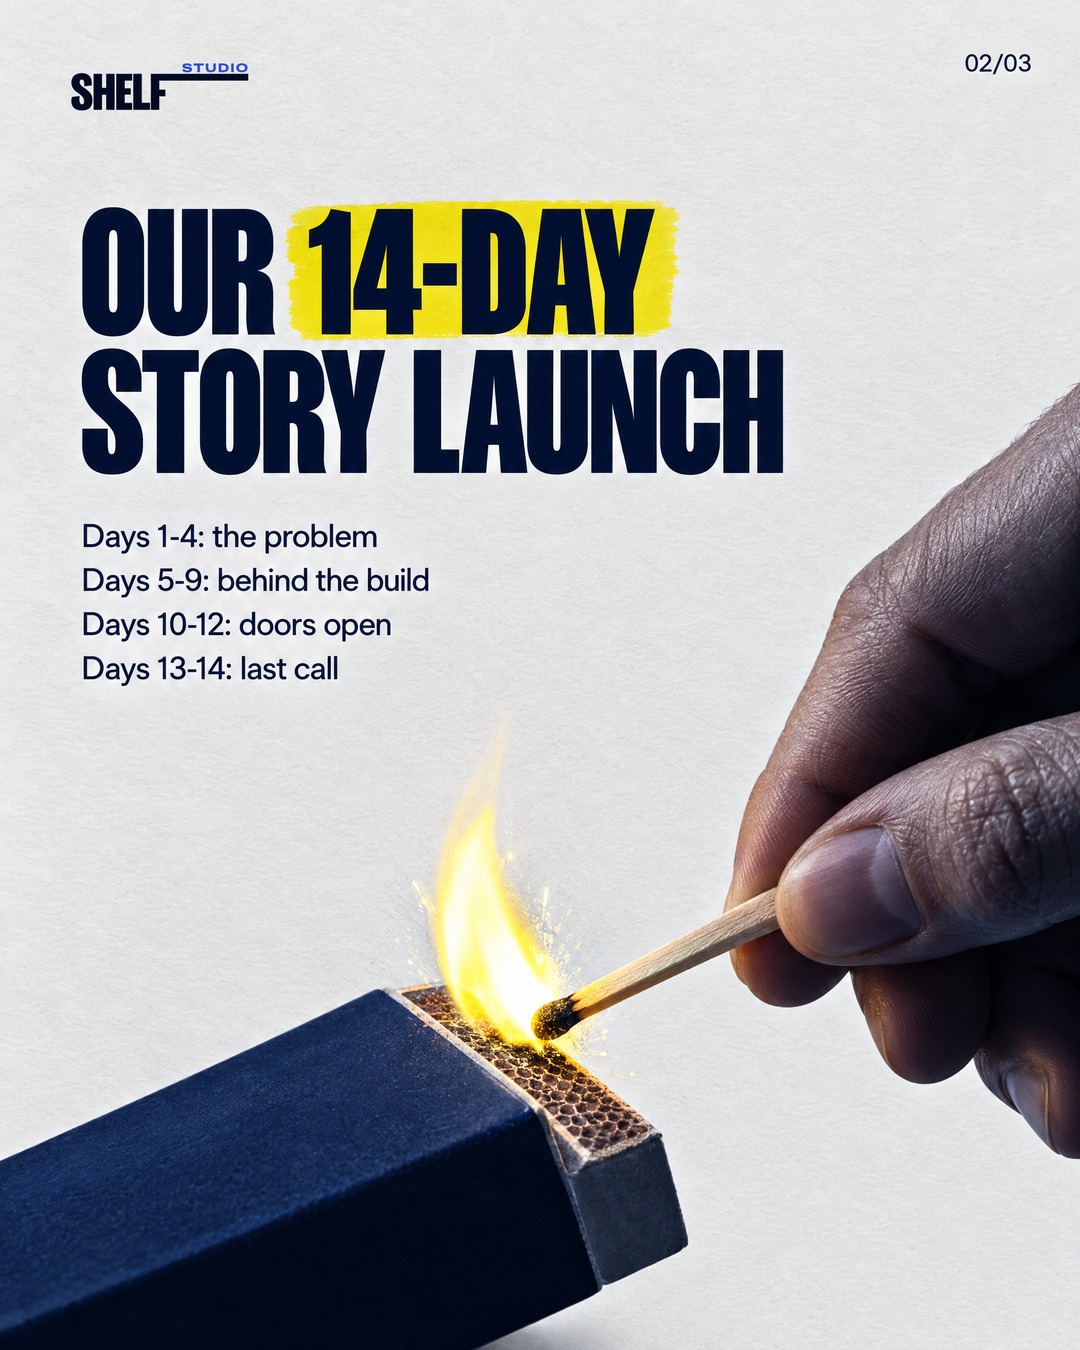 STUDIO
SHELF
02/03
OUR 14-DAY
STORY LAUNCH
Days 1-4: the problem
Days 5-9: behind the build
Days 10-12: doors open
Days 13-14: last call